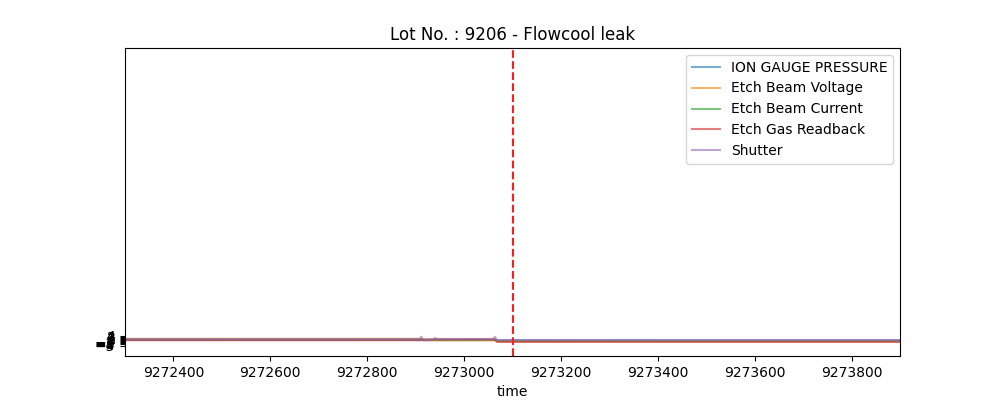 Lot No. : 9206 - Flowcool leak
ION GAUGE PRESSURE
Etch Beam Voltage
Etch Beam Current
Etch Gas Readback
Shutter
9272400 9272600 9272800 9273000 9273200 9273400 9273600 9273800
time